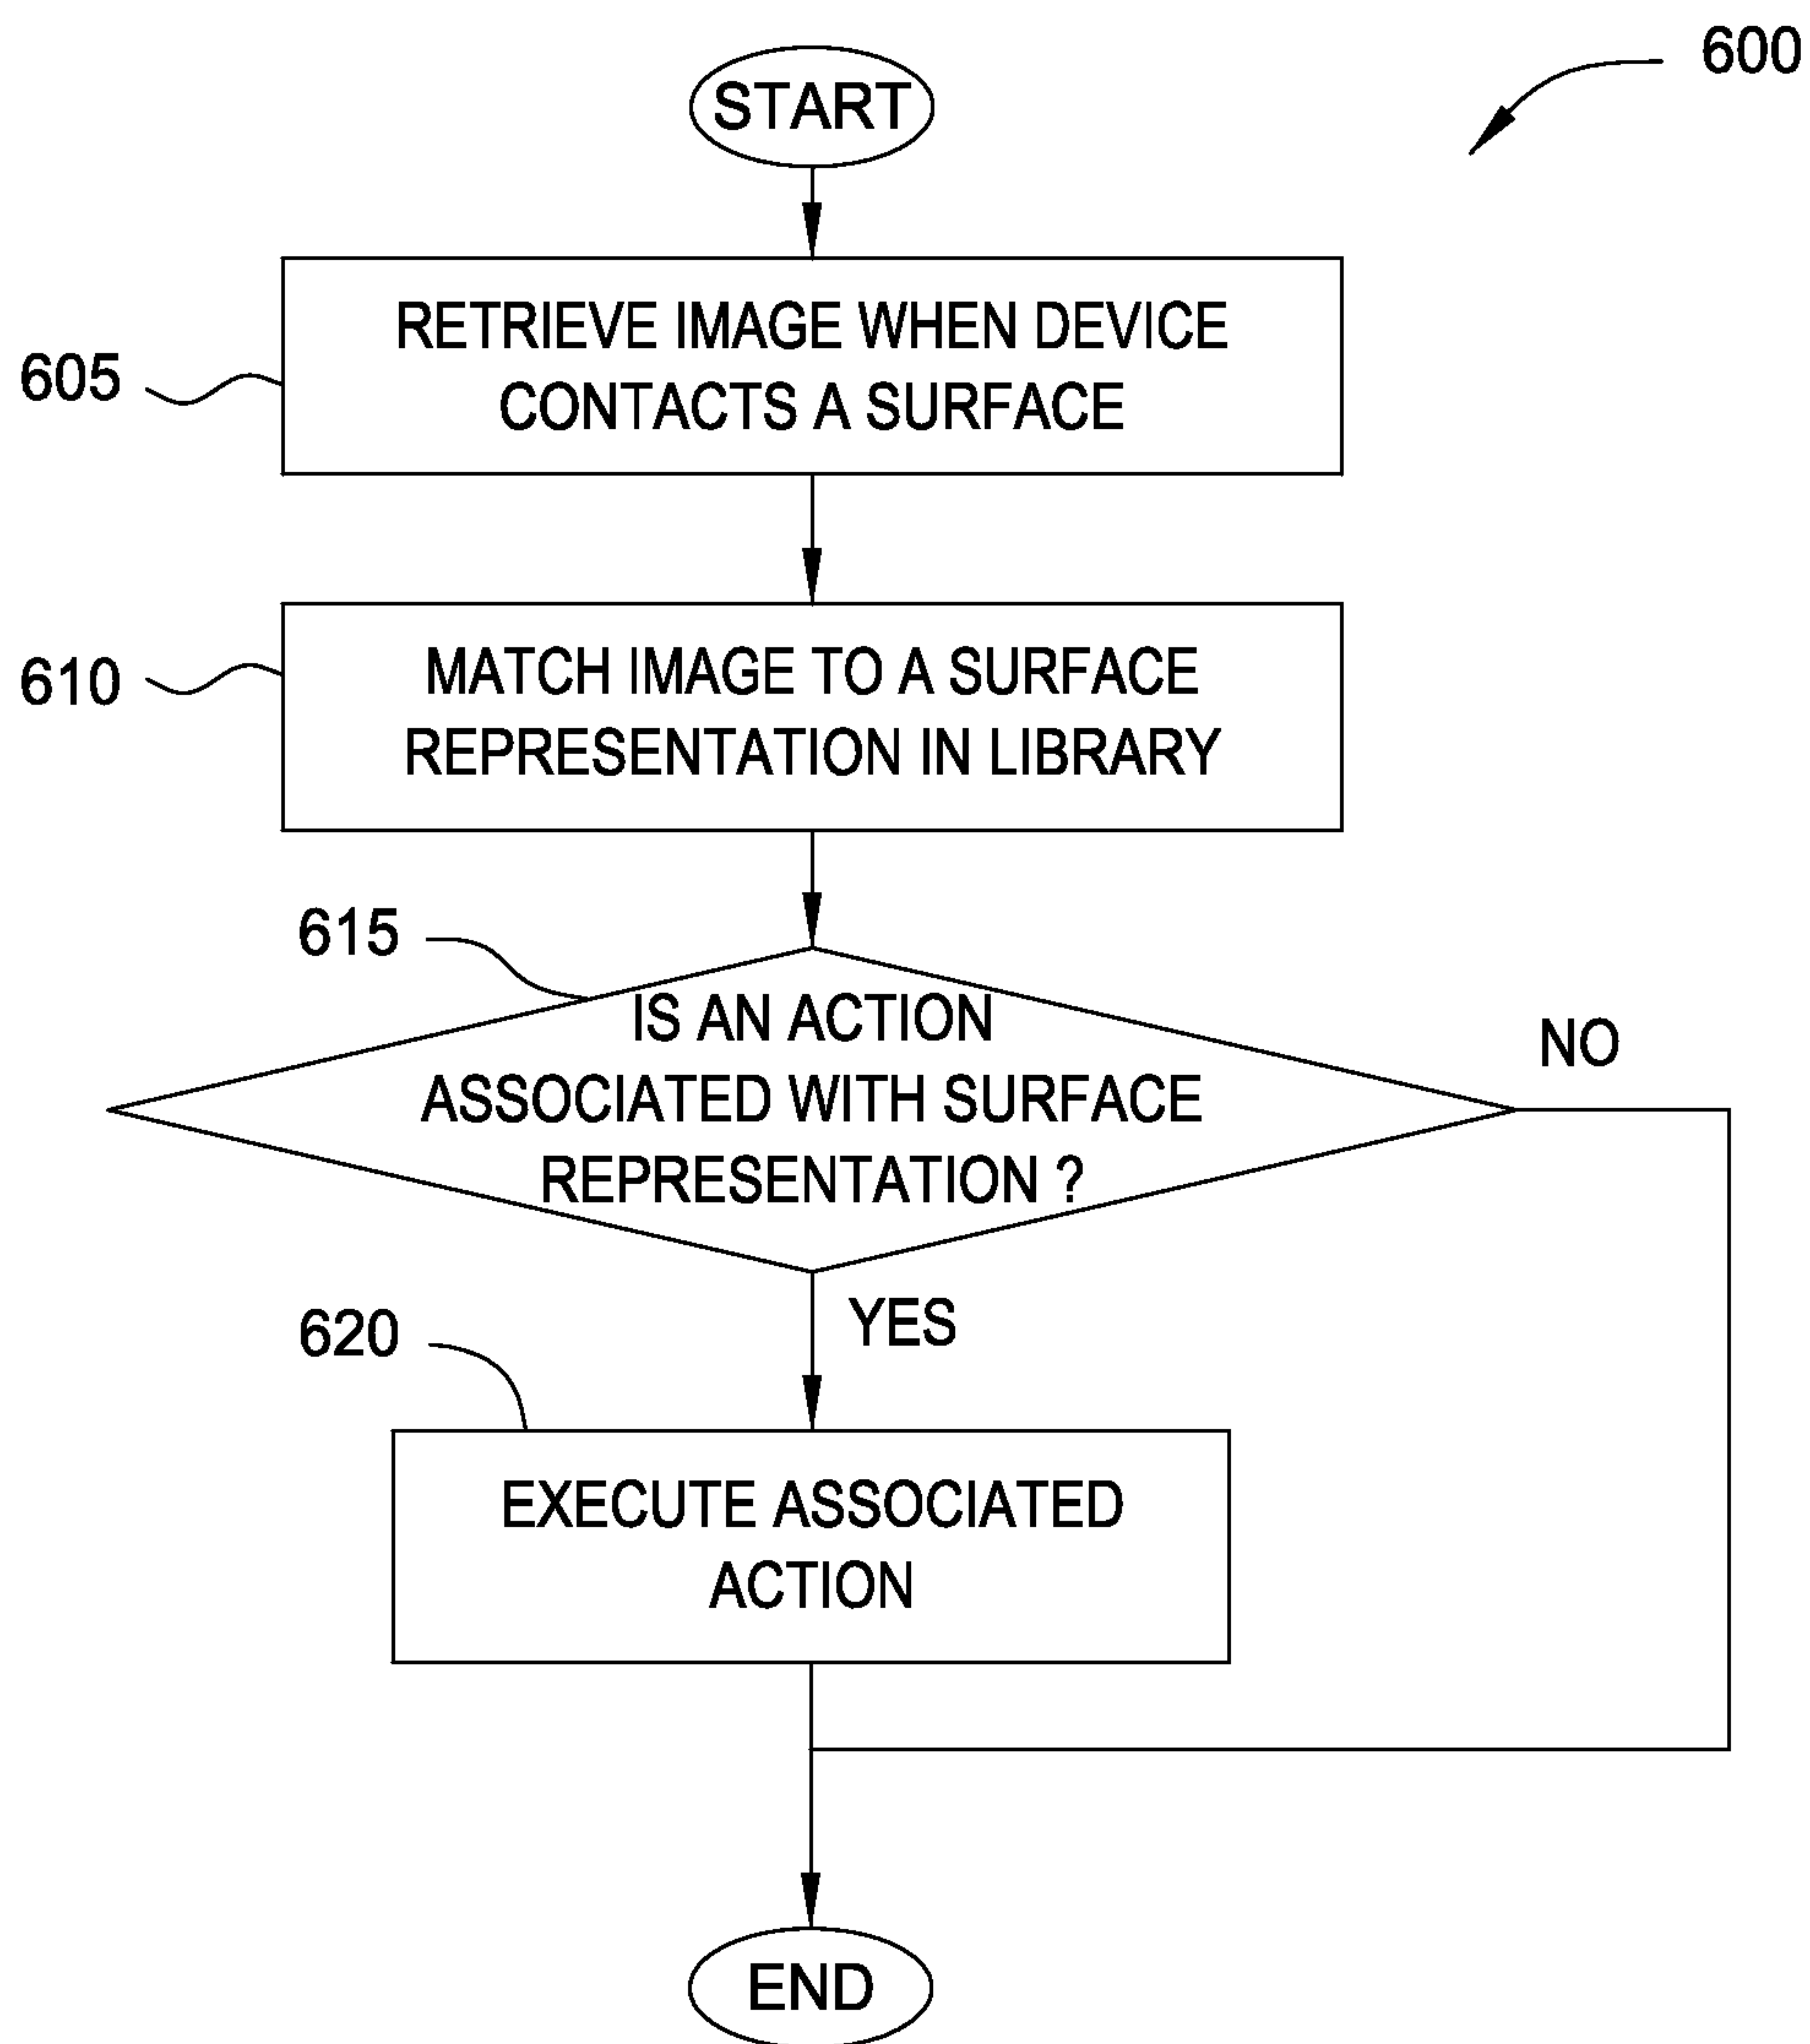 600
START
605
RETRIEVE IMAGE WHEN DEVICE
CONTACTS A SURFACE
610
MATCH IMAGE TO A SURFACE
REPRESENTATION IN LIBRARY
615
IS AN ACTION
ASSOCIATED WITH SURFACE
REPRESENTATION ?
NO
YES
620
EXECUTE ASSOCIATED
ACTION
END